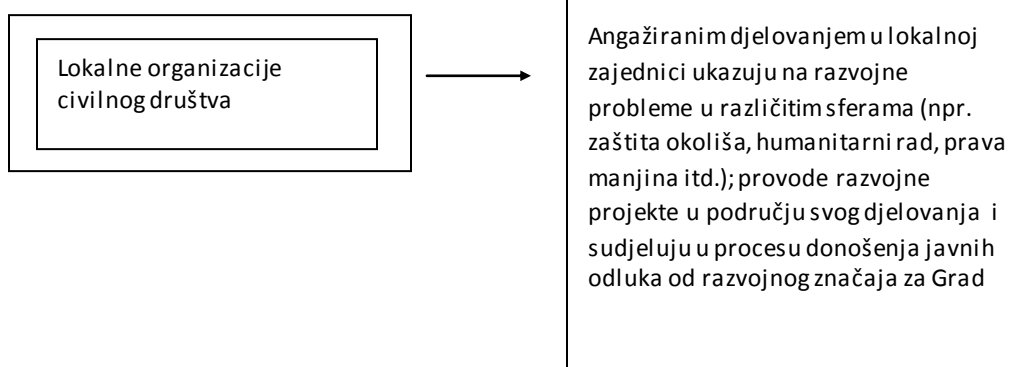 Lokalne organizacije
civilnog društva
Angažiranim djelovanjem u lokalnoj
zajednici ukazuju na razvojne
probleme u različitim sferama (npr.
zaštita okoliša, humanitarni rad, prava
manjina itd.); provode razvojne
projekte u području svog djelovanja i
sudjeluju u procesu donošenja javnih
odluka od razvojnog značaja za Grad